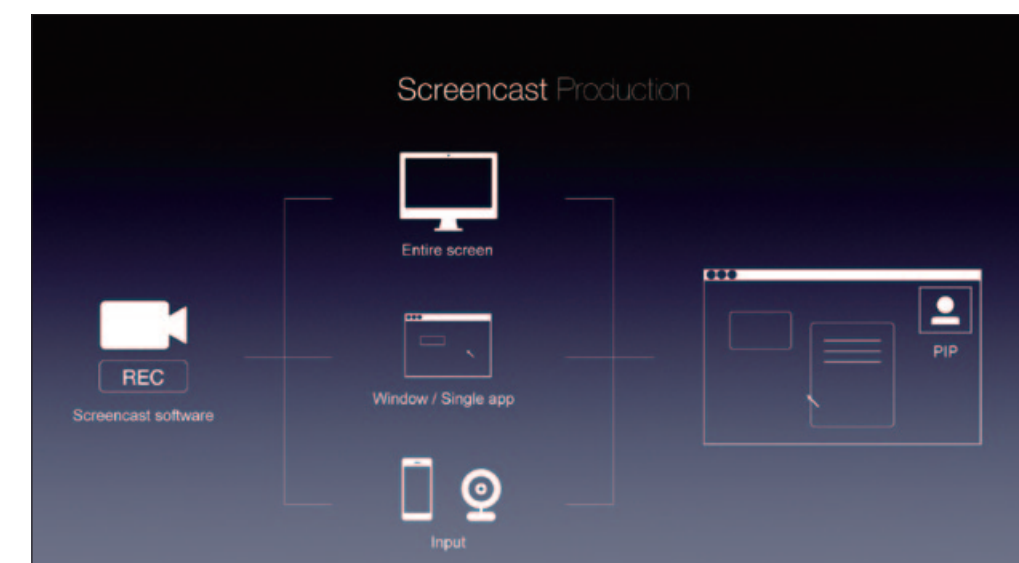 Screencast Production
Entire screen
REC
Screencast software
Window / Single app
Input
PIP